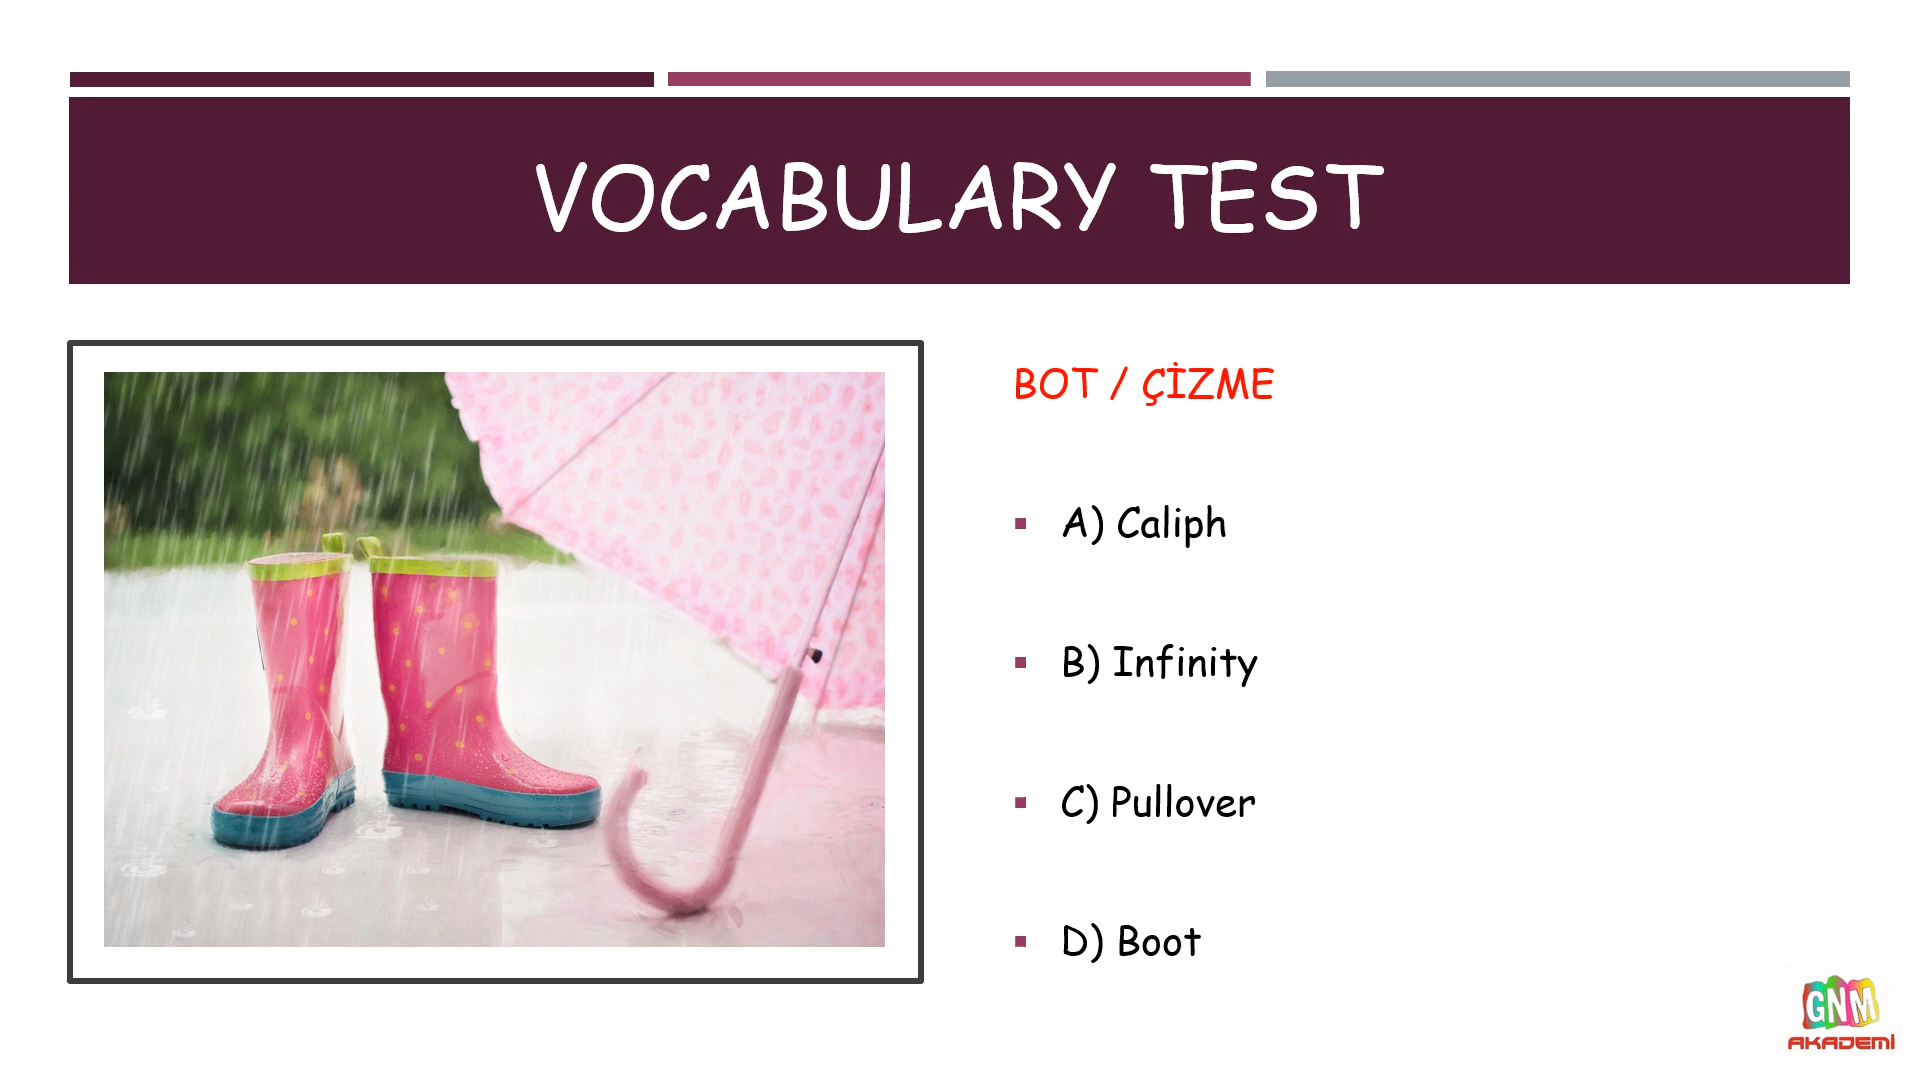 VOCABULARY TEST
BOT / ÇİZME
A) Caliph
B) Infinity
C) Pullover
D) Boot
GNM
AKADEMİ